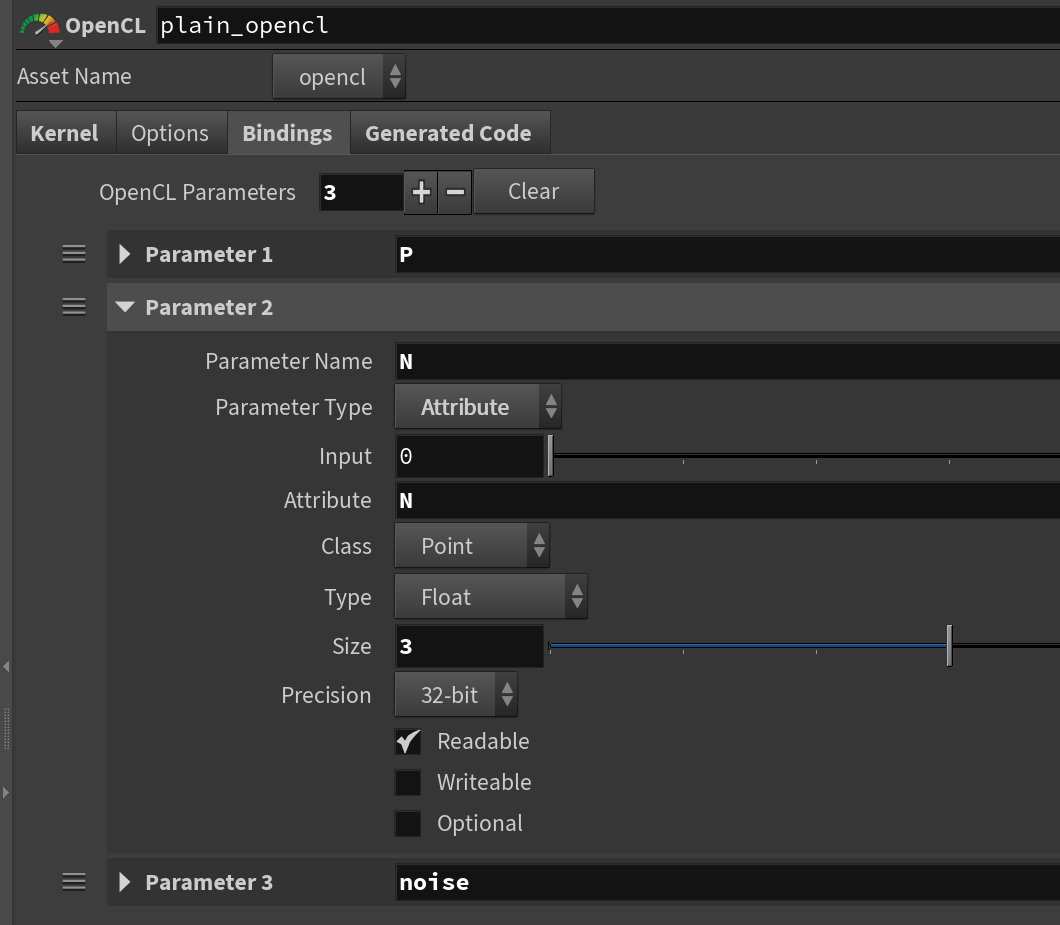 OpenCL plain_opencl
Asset Name opencl
Kernel Options Bindings Generated Code
OpenCL Parameters 3 + − Clear
Parameter 1 P
Parameter 2
Parameter Name N
Parameter Type Attribute
Input 0
Attribute N
Class Point
Type Float
Size 3
Precision 32-bit
Readable
Writeable
Optional
Parameter 3 noise